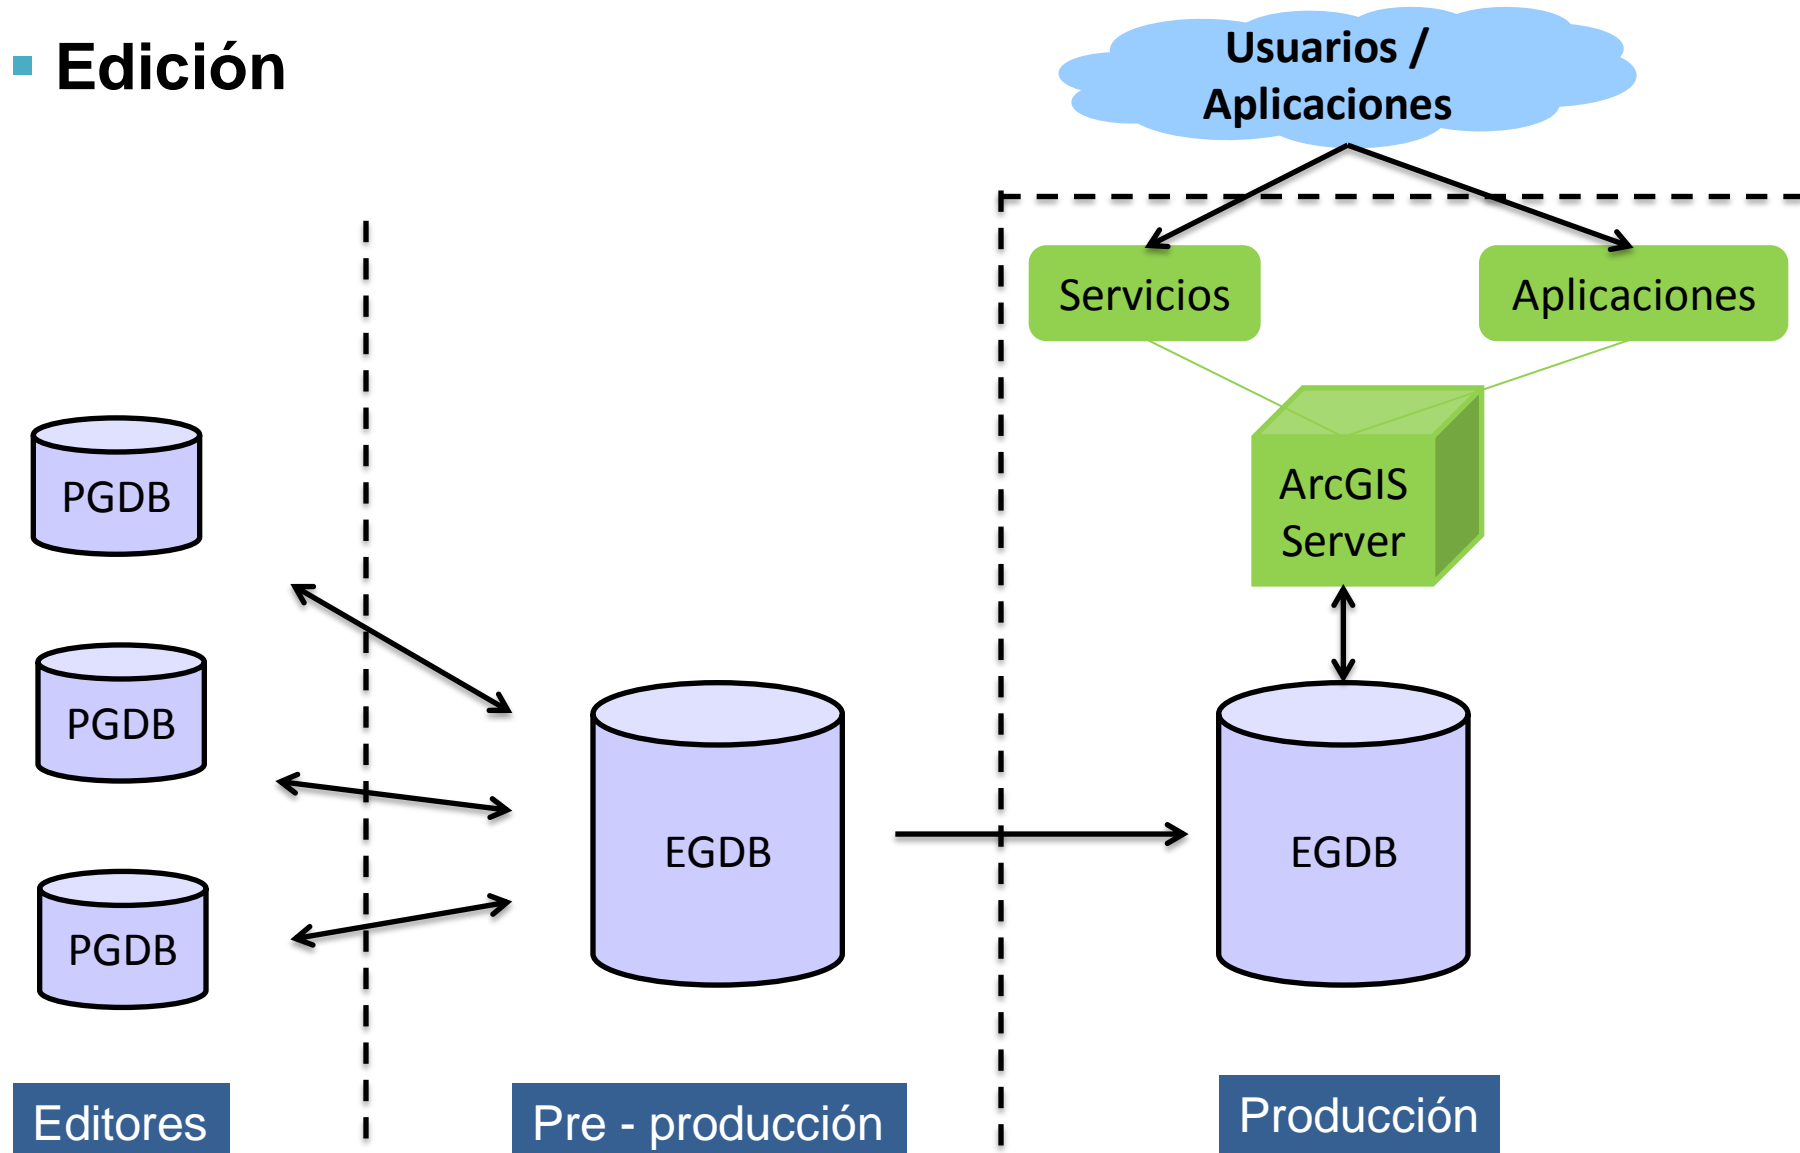 Edición
Usuarios /
Aplicaciones
Servicios
Aplicaciones
ArcGIS
Server
PGDB
PGDB
PGDB
EGDB
EGDB
Editores
Pre - producción
Producción